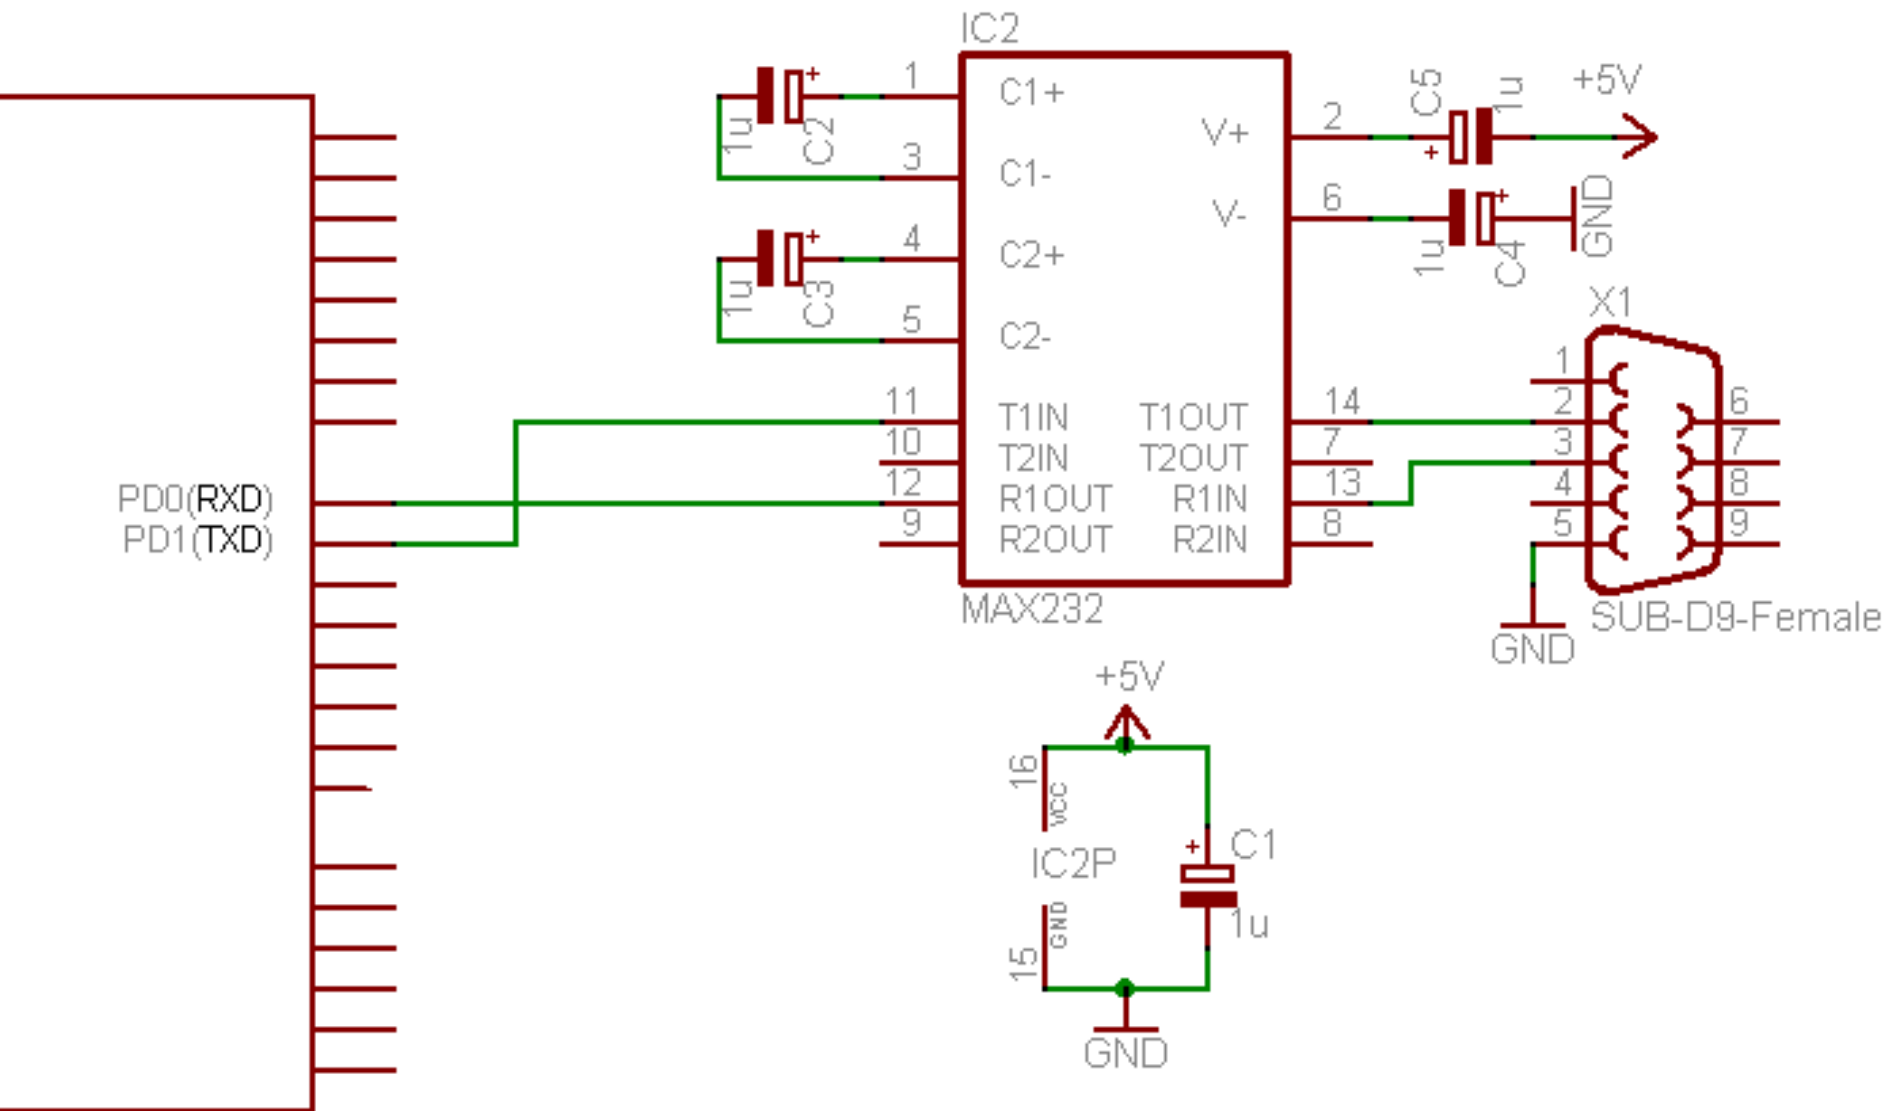 IC2
1
C1+
+
1u
C2
3
C1-
4
C2+
+
1u
C3
5
C2-
V+
2
C5
+
1u
+5V
V-
6
1u
+
C4
GND
11
T1IN
T1OUT
14
10
T2IN
T2OUT
7
12
R1OUT
R1IN
13
9
R2OUT
R2IN
8
MAX232
PD0(RXD)
PD1(TXD)
X1
1
2
3
4
5
6
7
8
9
SUB-D9-Female
GND
+5V
16
VCC
IC2P
GND
15
+
C1
1u
GND